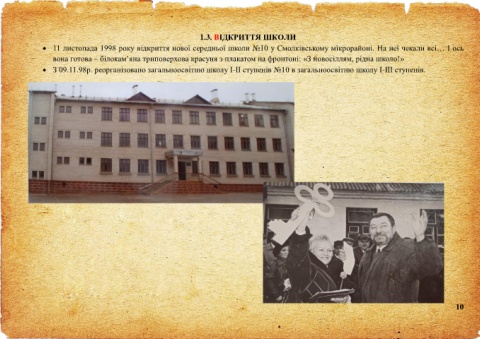 1.3. ВІДКРИТТЯ ШКОЛИ
• 11 листопада 1998 року відкриття нової середньої школи №10 у Смолківському мікрорайоні. На неї чекали всі… І ось
вона готова – білокам’яна триповерхова красуня з плакатом на фронтоні: «З новосіллям, рідна школо!»
• З 09.11.98р. реорганізовано загальноосвітню школу І-ІІ ступенів №10 в загальноосвітню школу І-ІІІ ступенів.
10